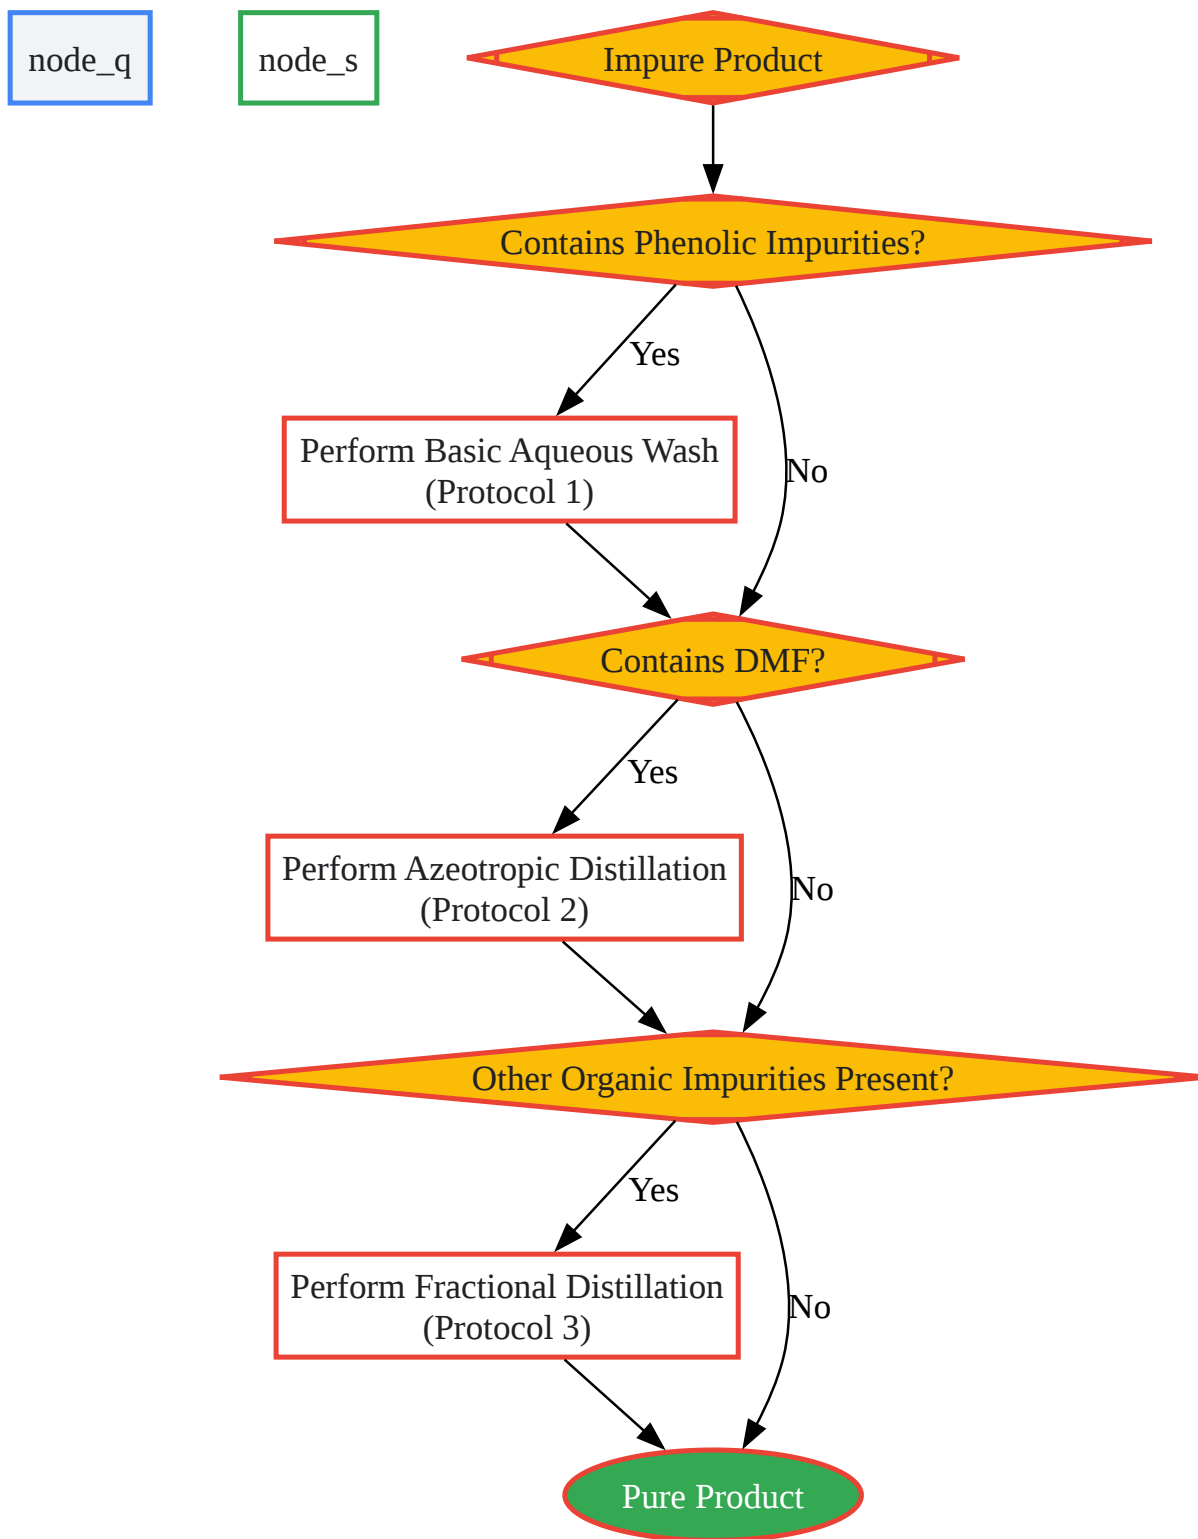 node_q
node_s
Impure Product
Contains Phenolic Impurities?
Yes
Perform Basic Aqueous Wash
(Protocol 1)
No
Contains DMF?
Yes
Perform Azeotropic Distillation
(Protocol 2)
No
Other Organic Impurities Present?
Yes
Perform Fractional Distillation
(Protocol 3)
No
Pure Product